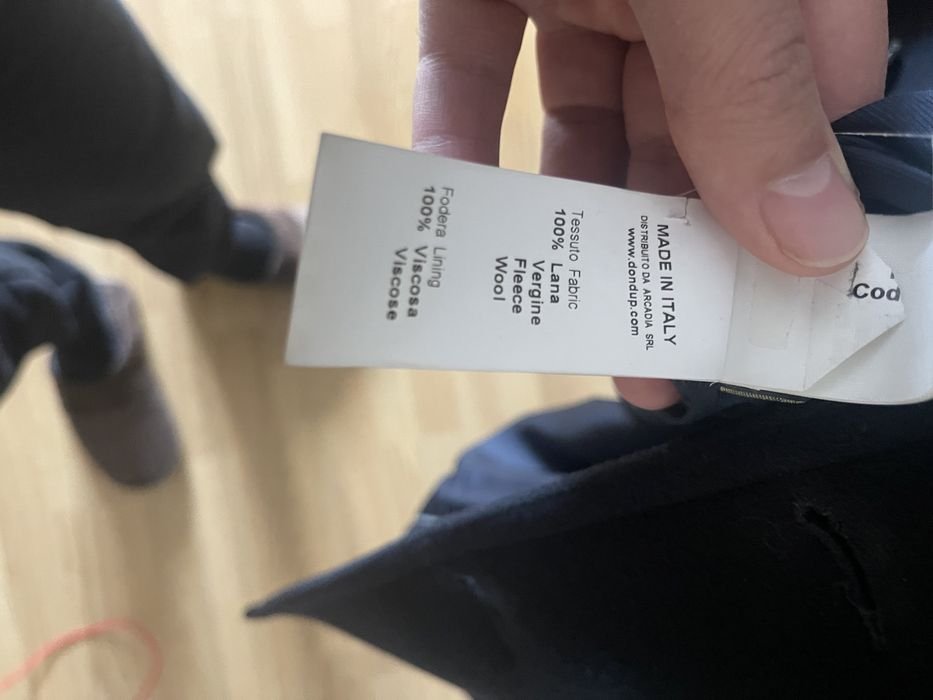 MADE IN ITALY
DISTRIBUITO DA ARCADIA SRL
www.dondup.com
Tessuto Fabric
100% Lana
Vergine
Fleece
Wool
Fodera Lining
100% Viscosa
Viscose
Cod